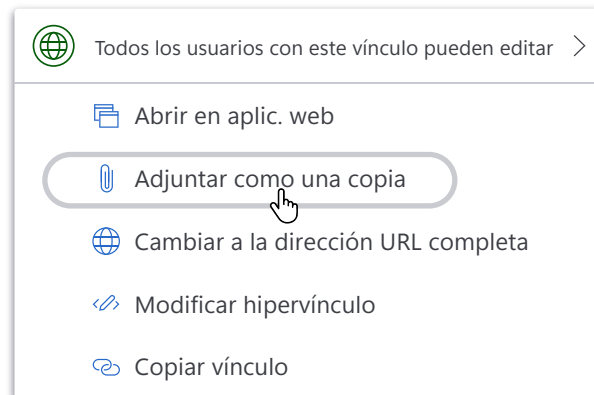 Todos los usuarios con este vínculo pueden editar
Abrir en aplic. web
Adjuntar como una copia
Cambiar a la dirección URL completa
Modificar hipervínculo
Copiar vínculo